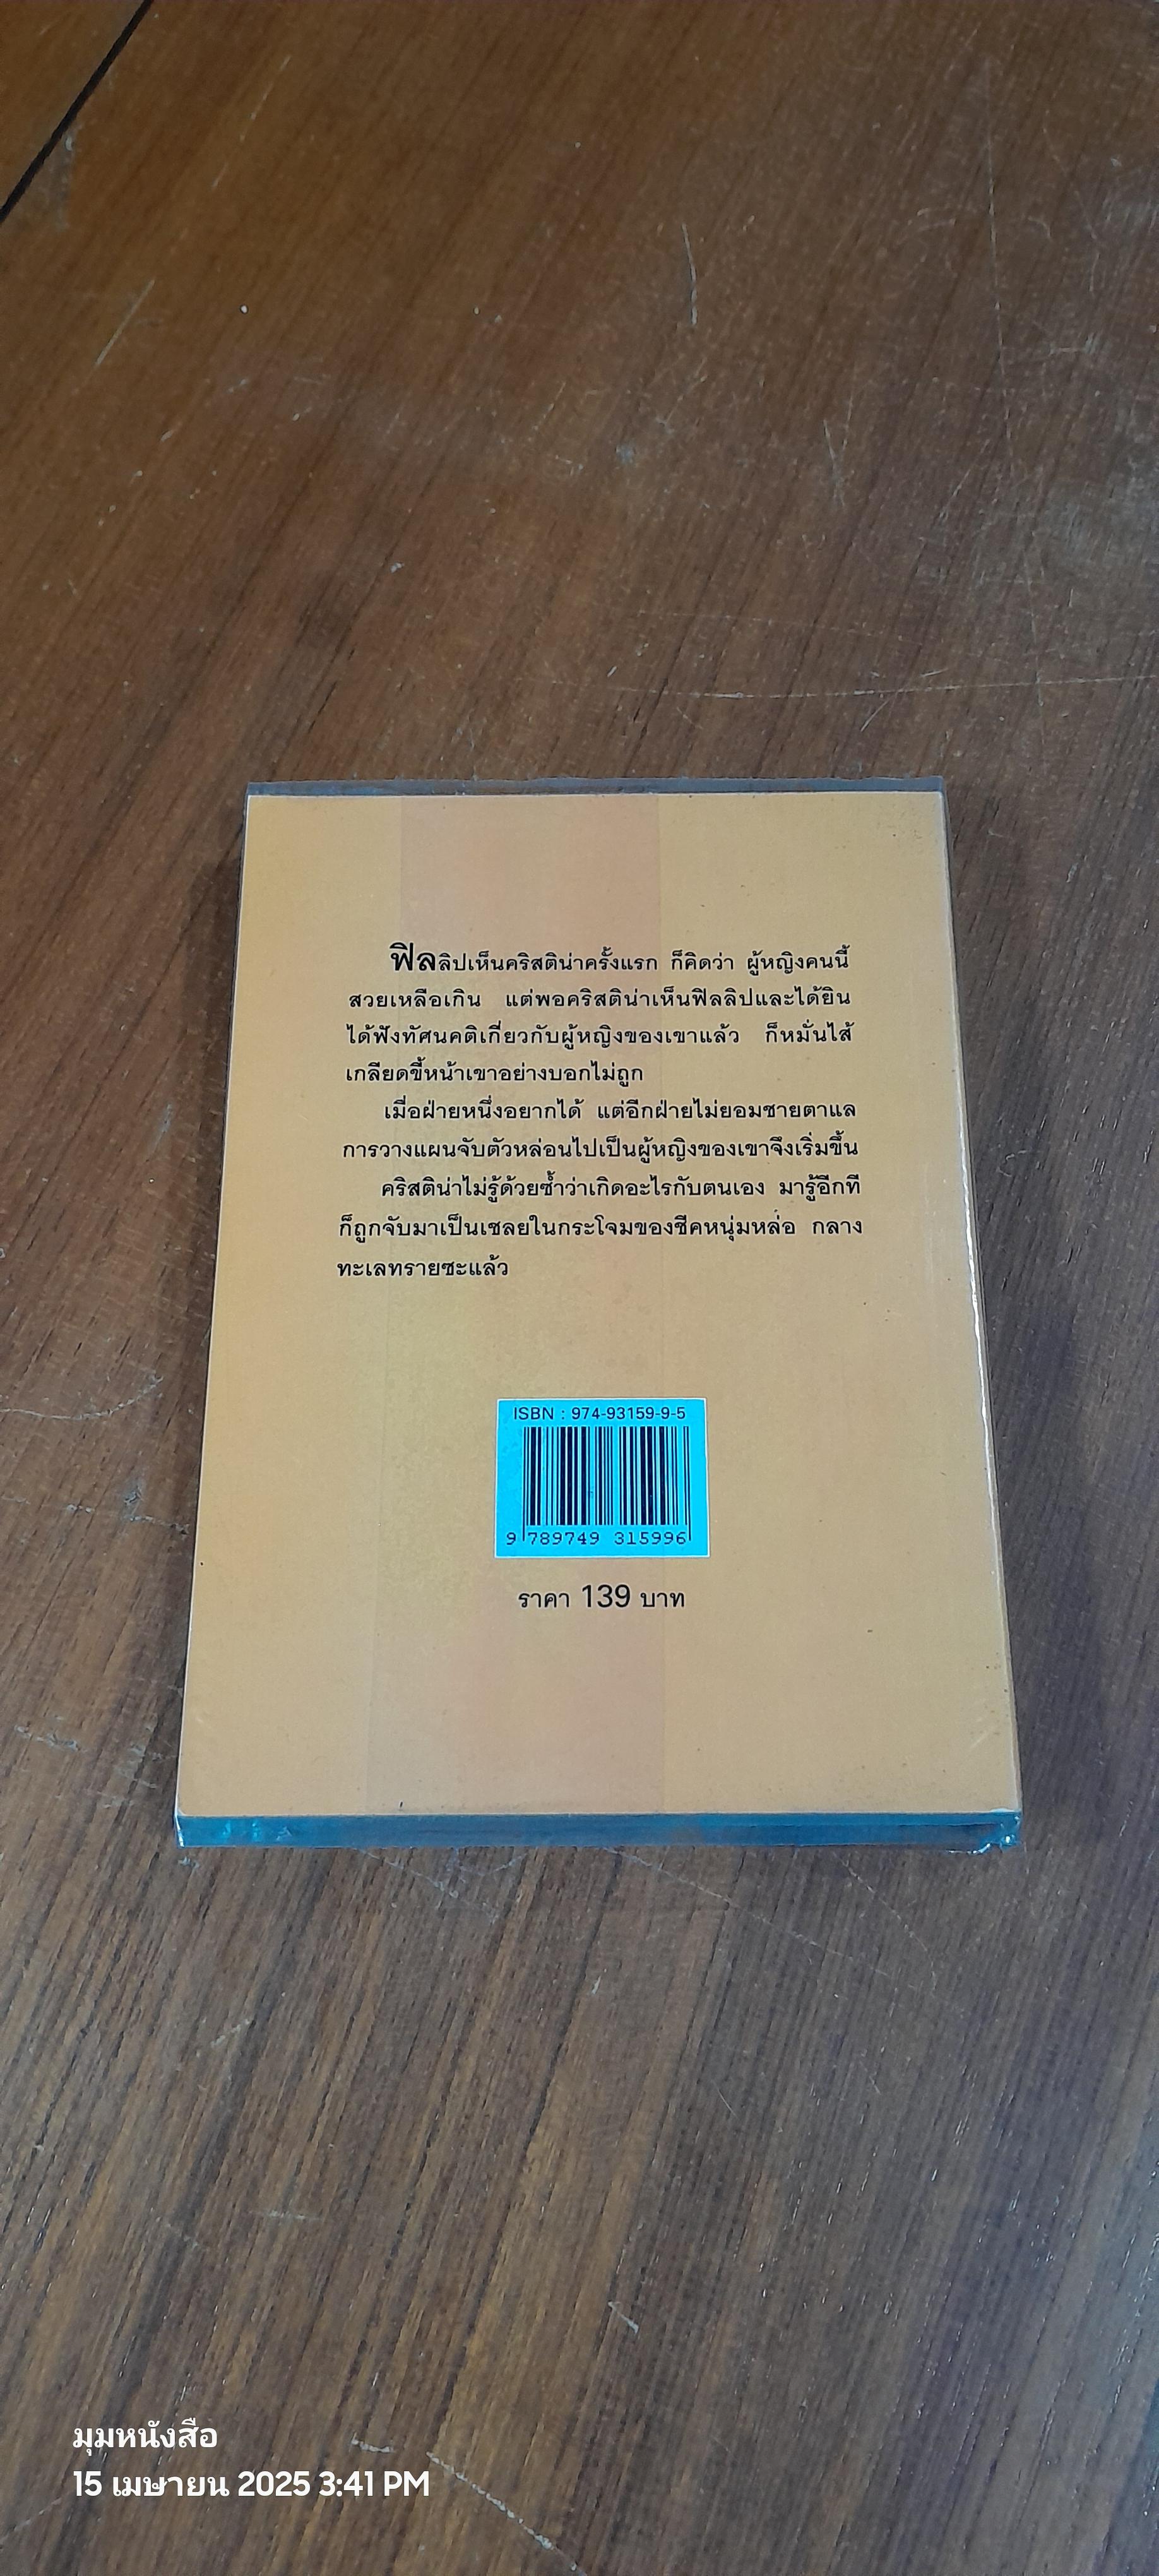 ฟิลลิปเห็นคริสติน่าครั้งแรก ก็คิดว่า ผู้หญิงคนนี้
สวยเหลือเกิน แต่พอคริสติน่าเห็นฟิลลิปและได้ยิน
ได้ฟังทัศนคติเกี่ยวกับผู้หญิงของเขาแล้ว ก็หมั่นไส้
เกลียดขี้หน้าเขาอย่างบอกไม่ถูก
เมื่อฝ่ายหนึ่งอยากได้ แต่อีกฝ่ายไม่ยอมชายตาแล
การวางแผนจับตัวหล่อนไปเป็นผู้หญิงของเขาจึงเริ่มขึ้น
คริสติน่าไม่รู้ด้วยซ้ำว่าเกิดอะไรกับตนเอง มารู้อีกที
ก็ถูกจับมาเป็นเชลยในกระโจมของชีคหนุ่มหล่อ กลาง
ทะเลทรายซะแล้ว
ISBN : 974-93159-9-5
9 789749 315996
ราคา 139 บาท
มุมหนังสือ
15 เมษายน 2025 3:41 PM